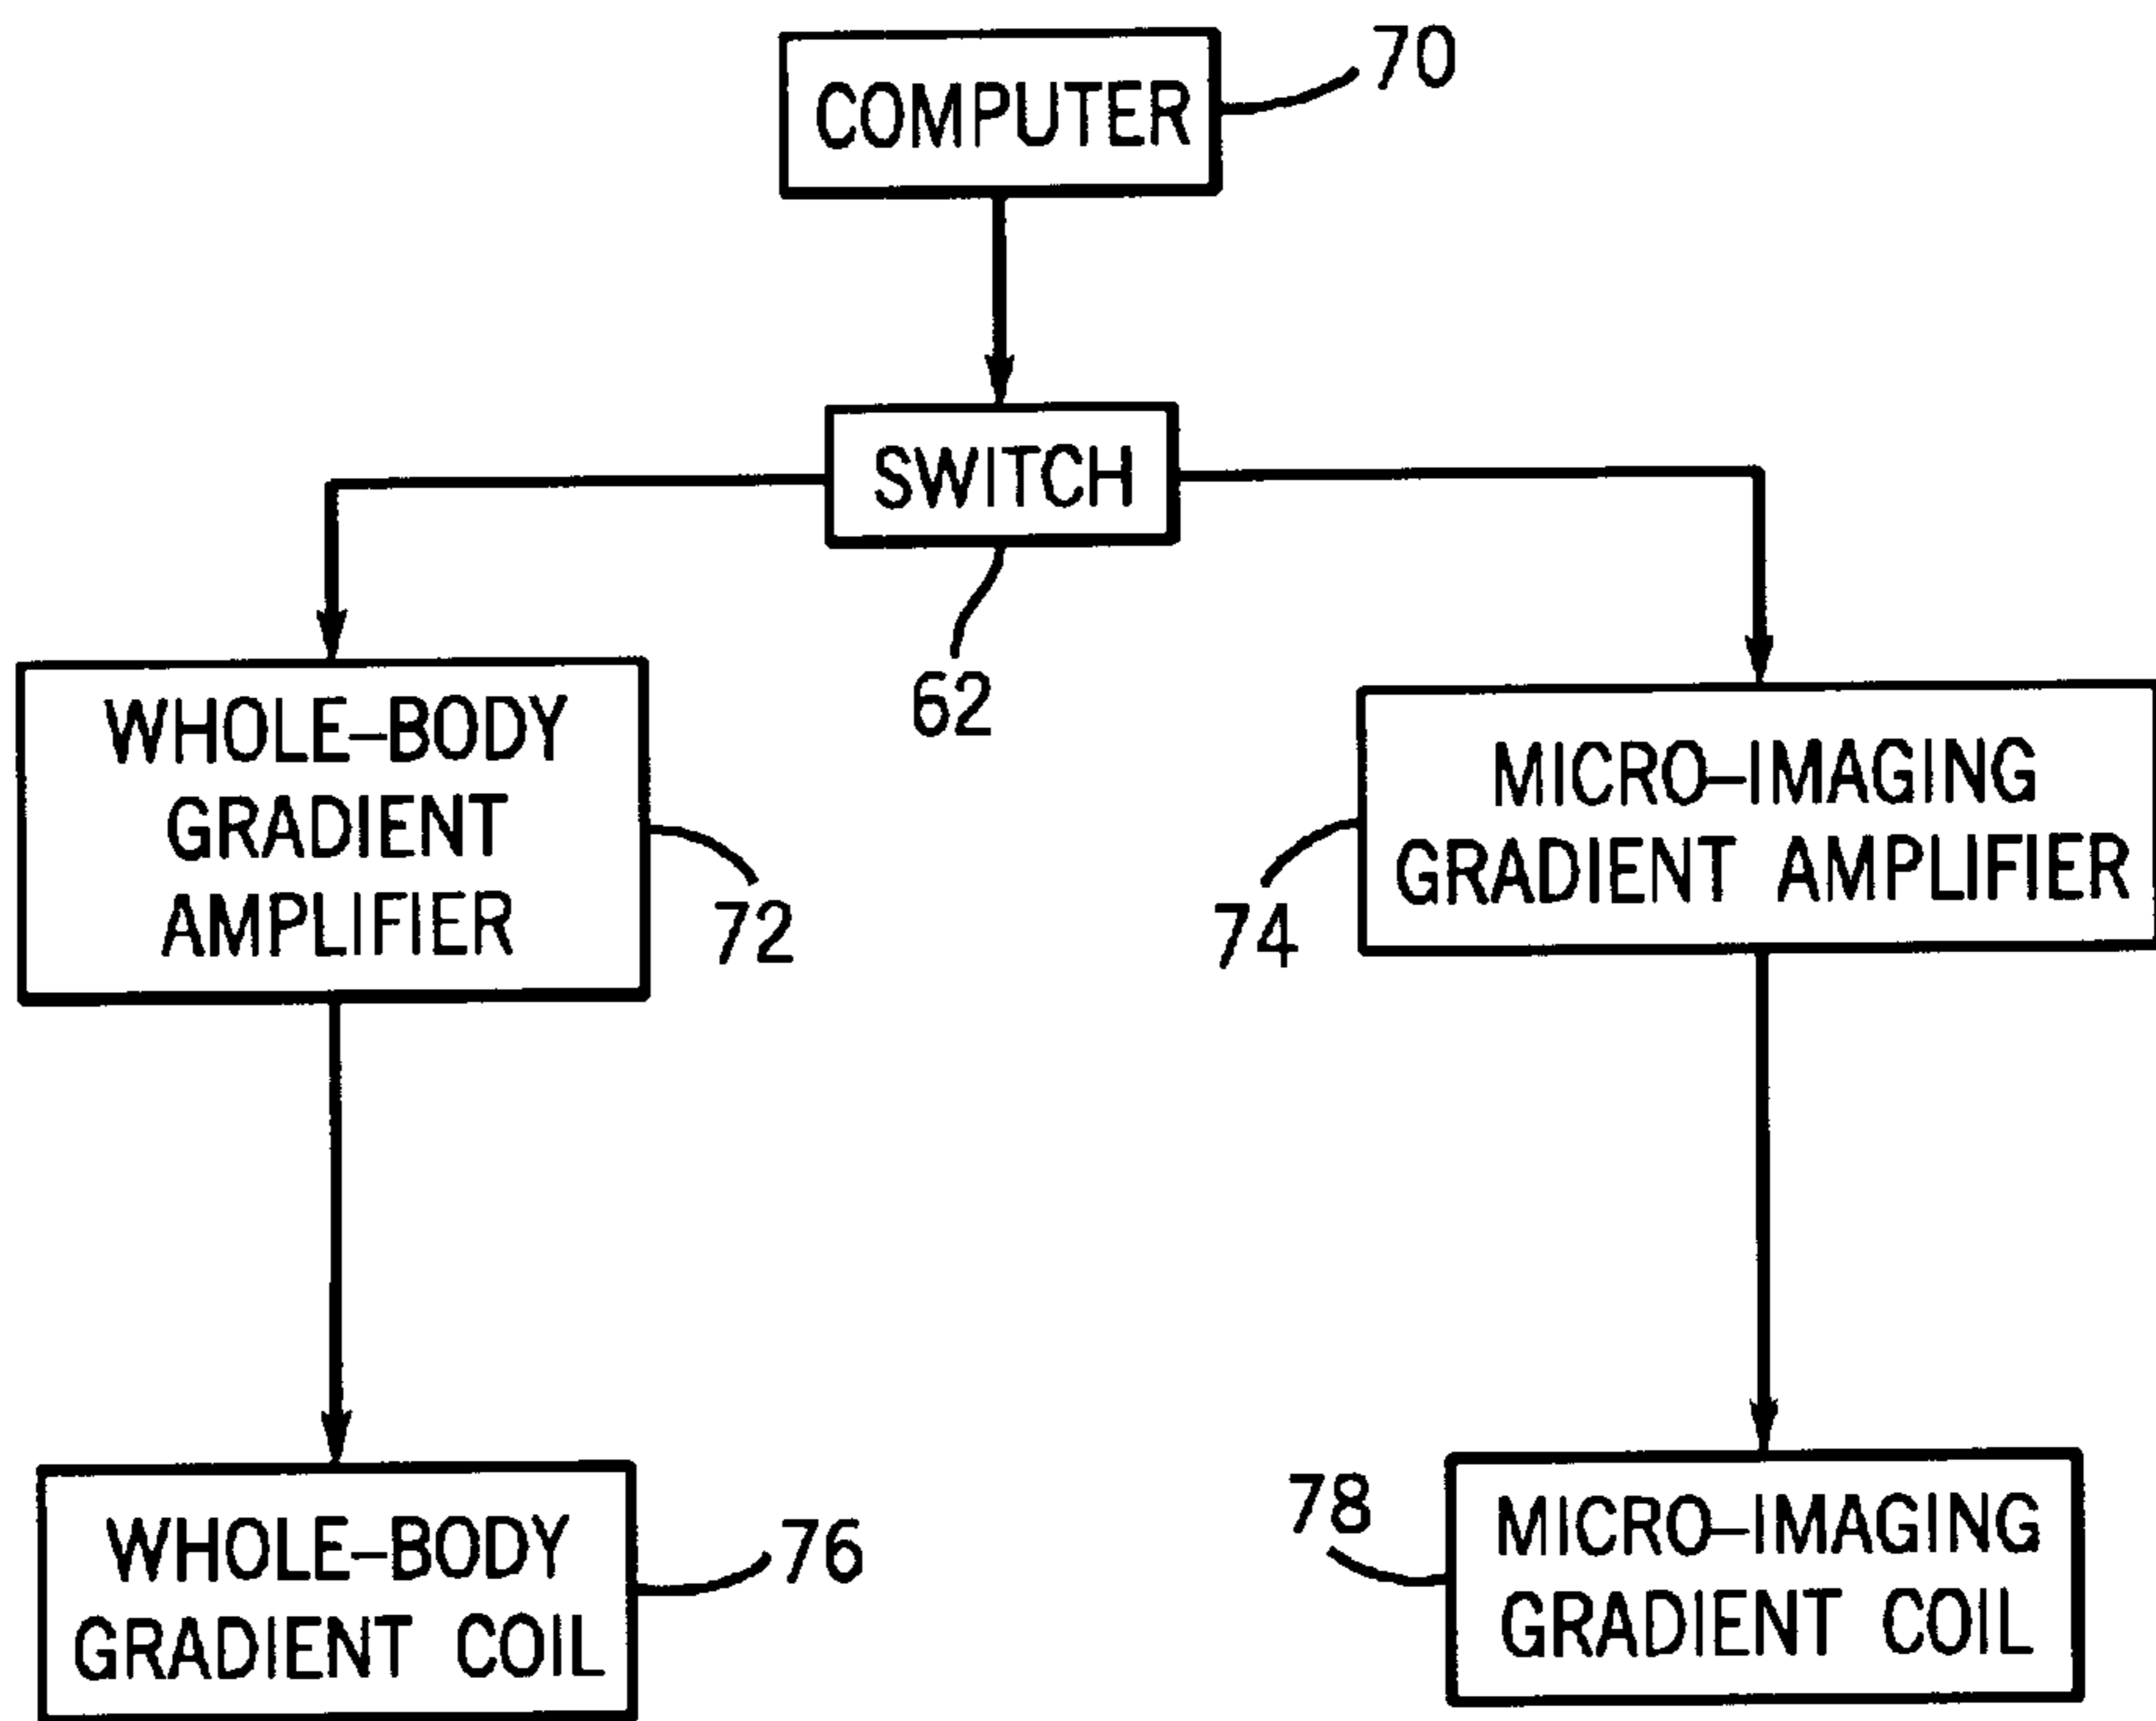 COMPUTER
70
SWITCH
62
WHOLE–BODY
GRADIENT
AMPLIFIER
72
MICRO–IMAGING
GRADIENT AMPLIFIER
74
WHOLE–BODY
GRADIENT COIL
76
MICRO–IMAGING
GRADIENT COIL
78